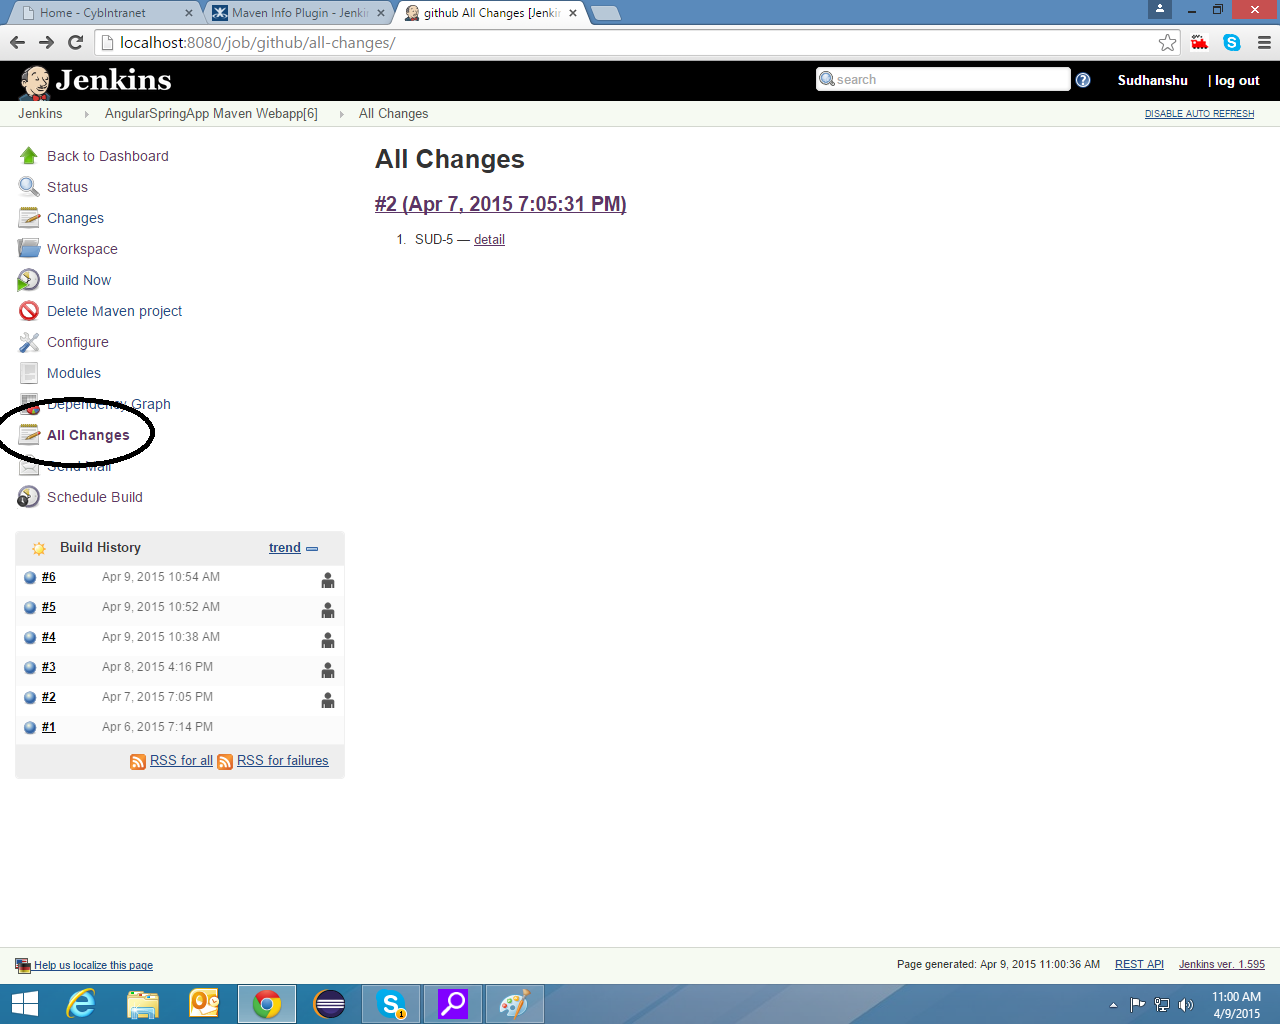 Home - CybIntranet
Maven Info Plugin - Jenki
github All Changes [Jenki
localhost:8080/job/github/all-changes/
Jenkins
search
Sudhanshu
| log out
Jenkins
AngularSpringApp Maven Webapp[6]
All Changes
DISABLE AUTO REFRESH
Back to Dashboard
Status
Changes
Workspace
Build Now
Delete Maven project
Configure
Modules
Dependency Graph
All Changes
Send Mail
Schedule Build
All Changes
#2 (Apr 7, 2015 7:05:31 PM)
1. SUD-5 — detail
Build History
trend
#6 Apr 9, 2015 10:54 AM
#5 Apr 9, 2015 10:52 AM
#4 Apr 9, 2015 10:38 AM
#3 Apr 8, 2015 4:16 PM
#2 Apr 7, 2015 7:05 PM
#1 Apr 6, 2015 7:14 PM
RSS for all
RSS for failures
Help us localize this page
Page generated: Apr 9, 2015 11:00:36 AM
REST API
Jenkins ver. 1.595
1
11:00 AM
4/9/2015